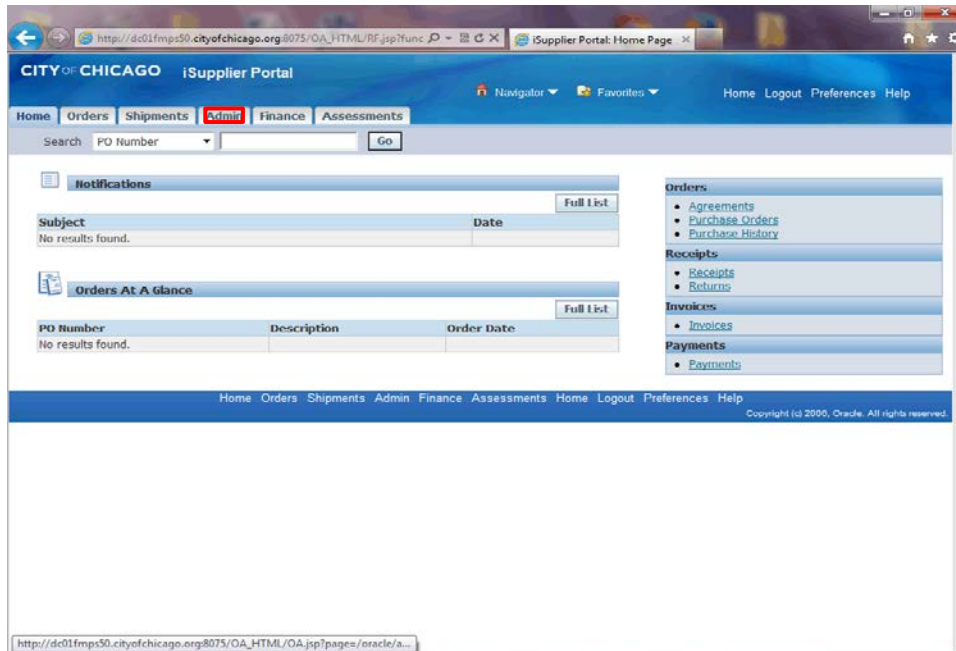 http://dc01fmps50.cityofchicago.org:8075/OA_HTML/RF.jsp?func
iSupplier Portal: Home Page
CITY OF CHICAGO iSupplier Portal
Navigator Favorites Home Logout Preferences Help
Home Orders Shipments Admin Finance Assessments
Search PO Number Go
Notifications
Full List
Subject Date
No results found.
Orders At A Glance
Full List
PO Number Description Order Date
No results found.
Orders
Agreements
Purchase Orders
Purchase History
Receipts
Receipts
Returns
Invoices
Invoices
Payments
Payments
Home Orders Shipments Admin Finance Assessments Home Logout Preferences Help
Copyright (c) 2006, Oracle. All rights reserved.
http://dc01fmps50.cityofchicago.org:8075/OA_HTML/OA.jsp?page=/oracle/a...